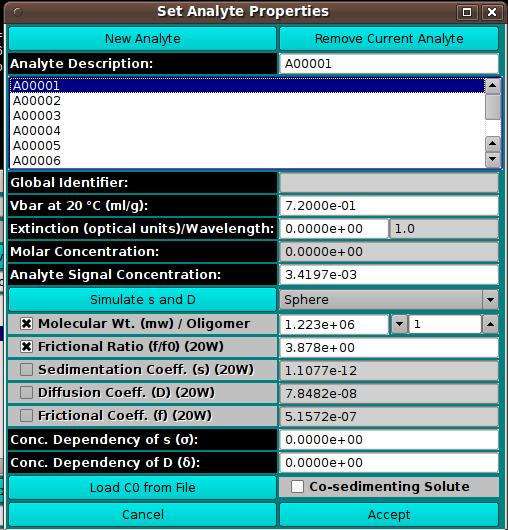 Set Analyte Properties
New Analyte Remove Current Analyte
Analyte Description: A00001
A00001
A00002
A00003
A00004
A00005
A00006
Global Identifier:
Vbar at 20 °C (ml/g): 7.2000e-01
Extinction (optical units)/Wavelength: 0.0000e+00 1.0
Molar Concentration: 0.0000e+00
Analyte Signal Concentration: 3.4197e-03
Simulate s and D Sphere
Molecular Wt. (mw) / Oligomer 1.223e+06 1
Frictional Ratio (f/f0) (20W) 3.878e+00
Sedimentation Coeff. (s) (20W) 1.1077e-12
Diffusion Coeff. (D) (20W) 7.8482e-08
Frictional Coeff. (f) (20W) 5.1572e-07
Conc. Dependency of s (σ): 0.0000e+00
Conc. Dependency of D (δ): 0.0000e+00
Load C0 from File Co-sedimenting Solute
Cancel Accept